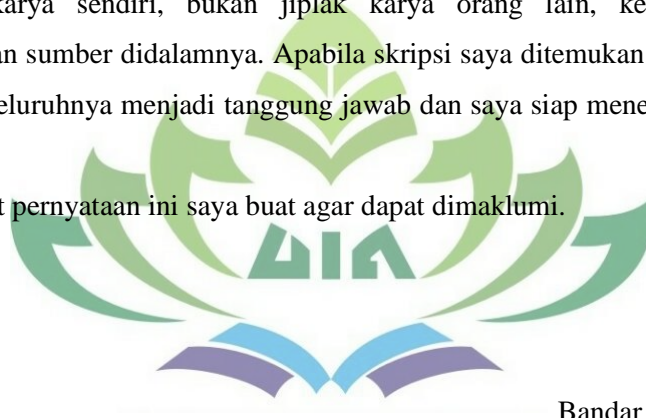 karya sendiri, bukan jiplak karya orang lain, ke
an sumber didalamnya. Apabila skripsi saya ditemukan
eluruhnya menjadi tanggung jawab dan saya siap mene
t pernyataan ini saya buat agar dapat dimaklumi.
UIN
Bandar